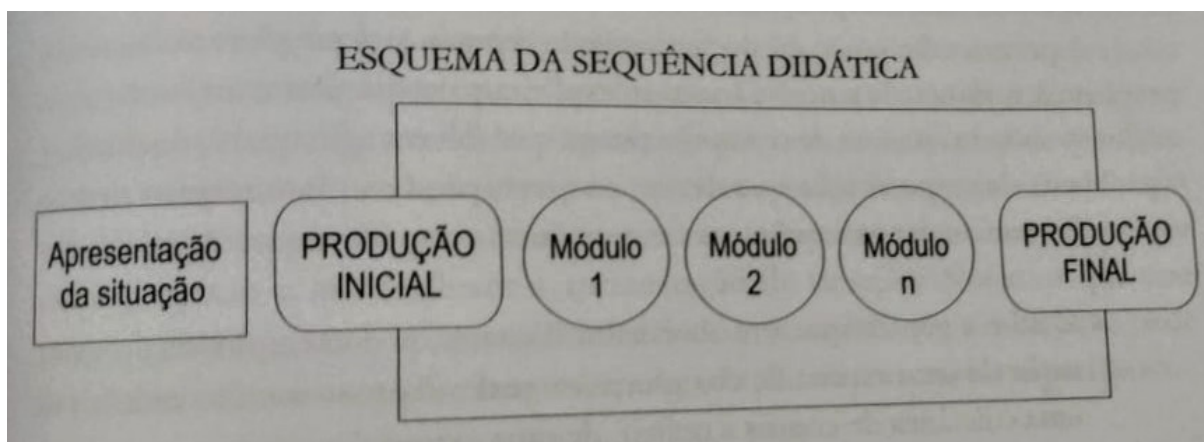 ESQUEMA DA SEQUÊNCIA DIDÁTICA
Apresentação
da situação
PRODUÇÃO
INICIAL
Módulo
1
Módulo
2
Módulo
n
PRODUÇÃO
FINAL